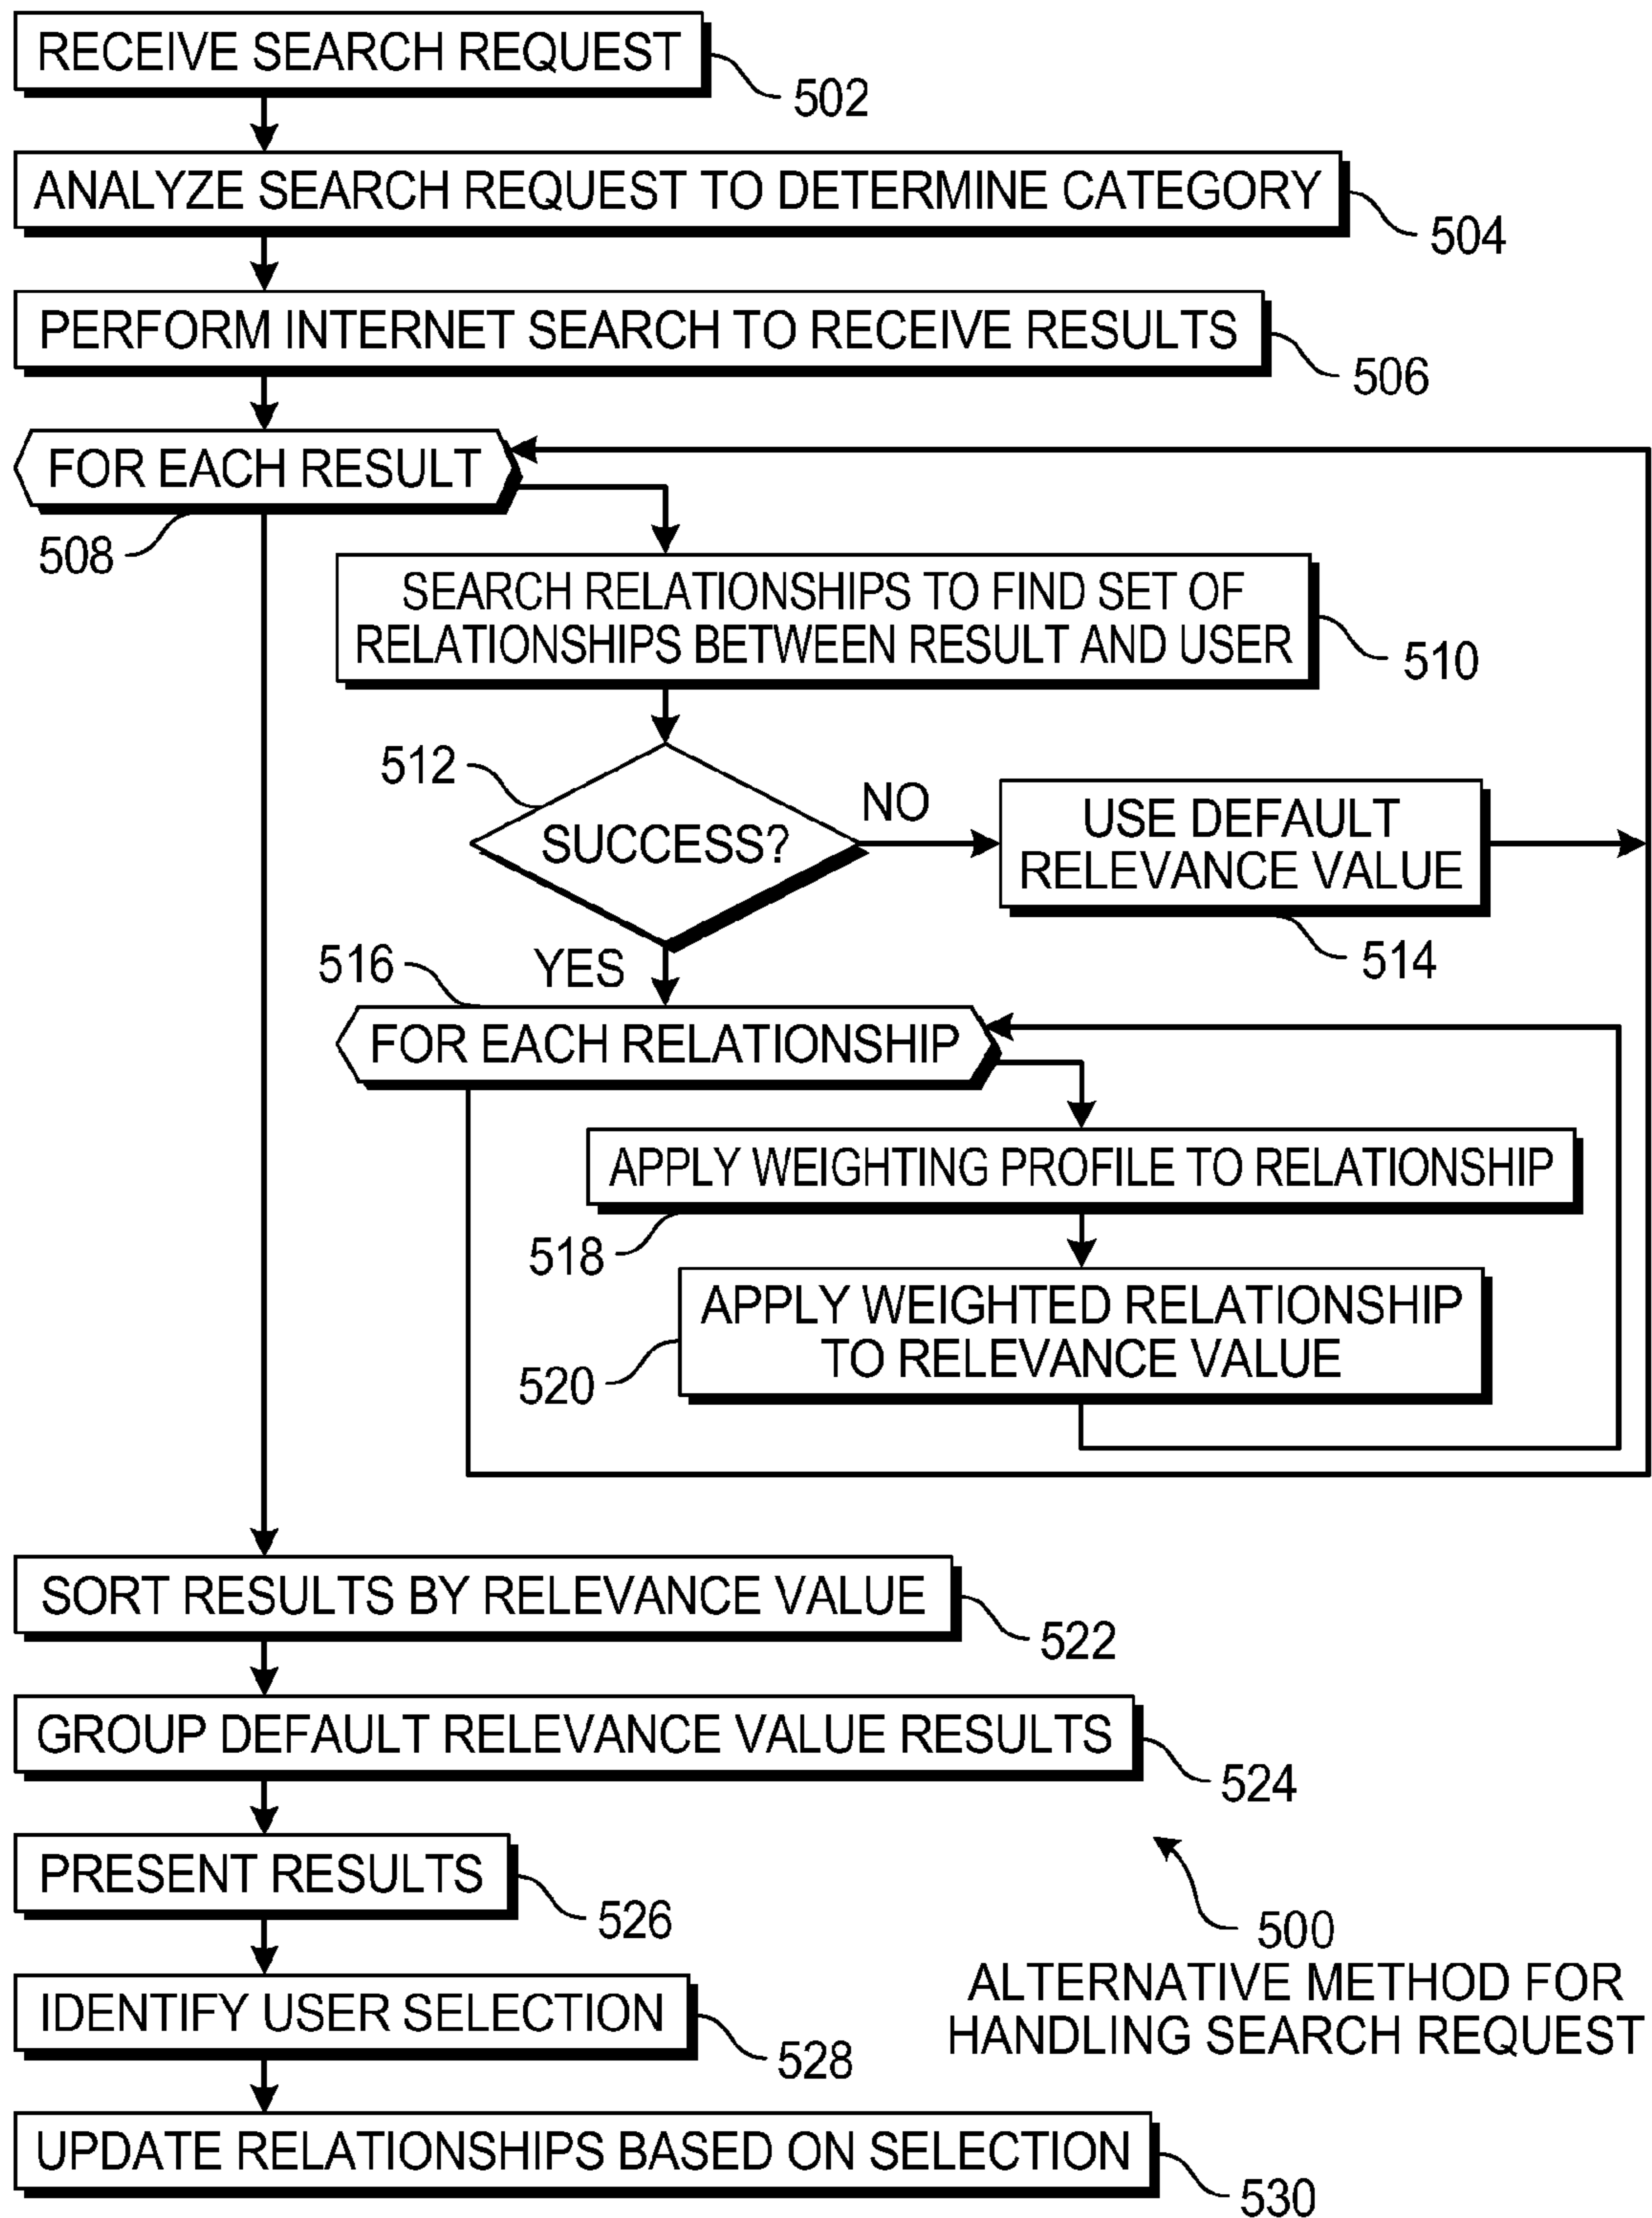 RECEIVE SEARCH REQUEST
502
ANALYZE SEARCH REQUEST TO DETERMINE CATEGORY
504
PERFORM INTERNET SEARCH TO RECEIVE RESULTS
506
FOR EACH RESULT
508
SEARCH RELATIONSHIPS TO FIND SET OF
RELATIONSHIPS BETWEEN RESULT AND USER
510
512
SUCCESS?
NO
USE DEFAULT
RELEVANCE VALUE
514
YES
516
FOR EACH RELATIONSHIP
APPLY WEIGHTING PROFILE TO RELATIONSHIP
518
APPLY WEIGHTED RELATIONSHIP
TO RELEVANCE VALUE
520
SORT RESULTS BY RELEVANCE VALUE
522
GROUP DEFAULT RELEVANCE VALUE RESULTS
524
PRESENT RESULTS
526
IDENTIFY USER SELECTION
528
UPDATE RELATIONSHIPS BASED ON SELECTION
530
500
ALTERNATIVE METHOD FOR
HANDLING SEARCH REQUEST